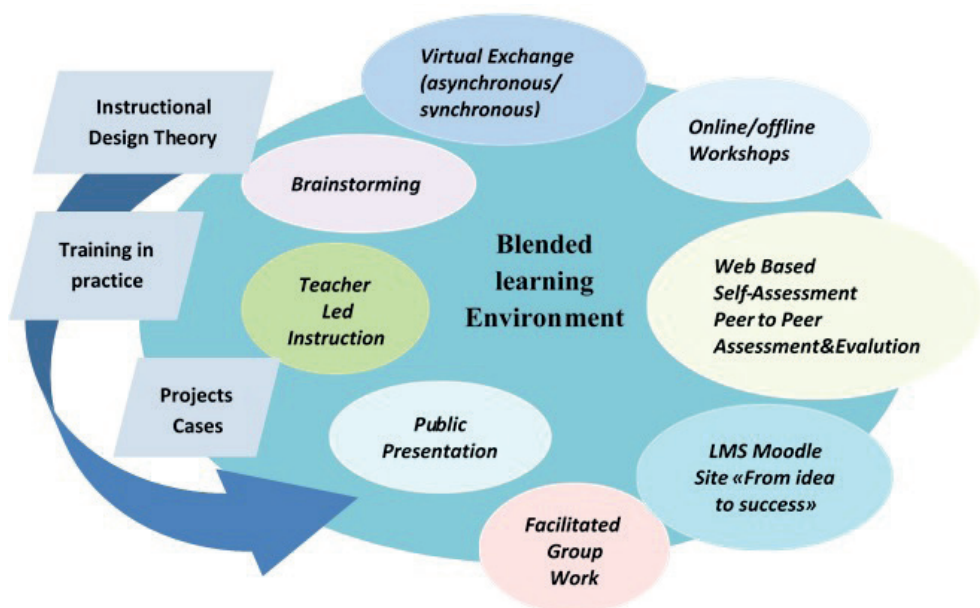 Virtual Exchange
(asynchronous/
synchronous)
Instructional
Design Theory
Online/offline
Workshops
Brainstorming
Training in
practice
Blended
learning
Environment
Teacher
Led
Instruction
Web Based
Self-Assessment
Peer to Peer
Assessment&Evalution
Projects
Cases
Public
Presentation
LMS Moodle
Site «From idea
to success»
Facilitated
Group
Work